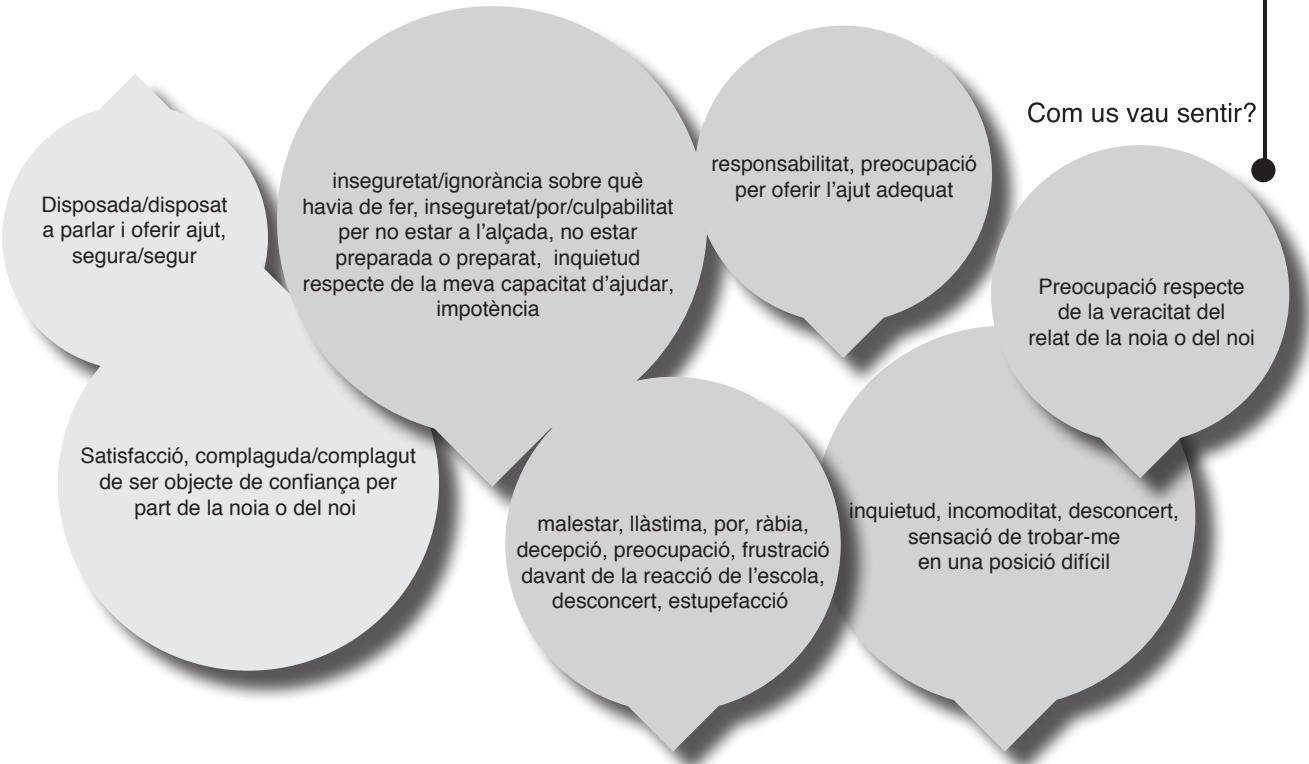 Com us vau sentir?
Disposada/disposat
a parlar i oferir ajut,
segura/segur
inseguretat/ignorància sobre què
havia de fer, inseguretat/por/culpabilitat
per no estar a l’alçada, no estar
preparada o preparat, inquietud
respecte de la meva capacitat d’ajudar,
impotència
responsabilitat, preocupació
per oferir l’ajut adequat
Preocupació respecte
de la veracitat del
relat de la noia o del noi
Satisfacció, complaguda/complagut
de ser objecte de confiança per
part de la noia o del noi
malestar, llàstima, por, ràbia,
decepció, preocupació, frustració
davant de la reacció de l’escola,
desconcert, estupefacció
inquietud, incomoditat, desconcert,
sensació de trobar-me
en una posició difícil